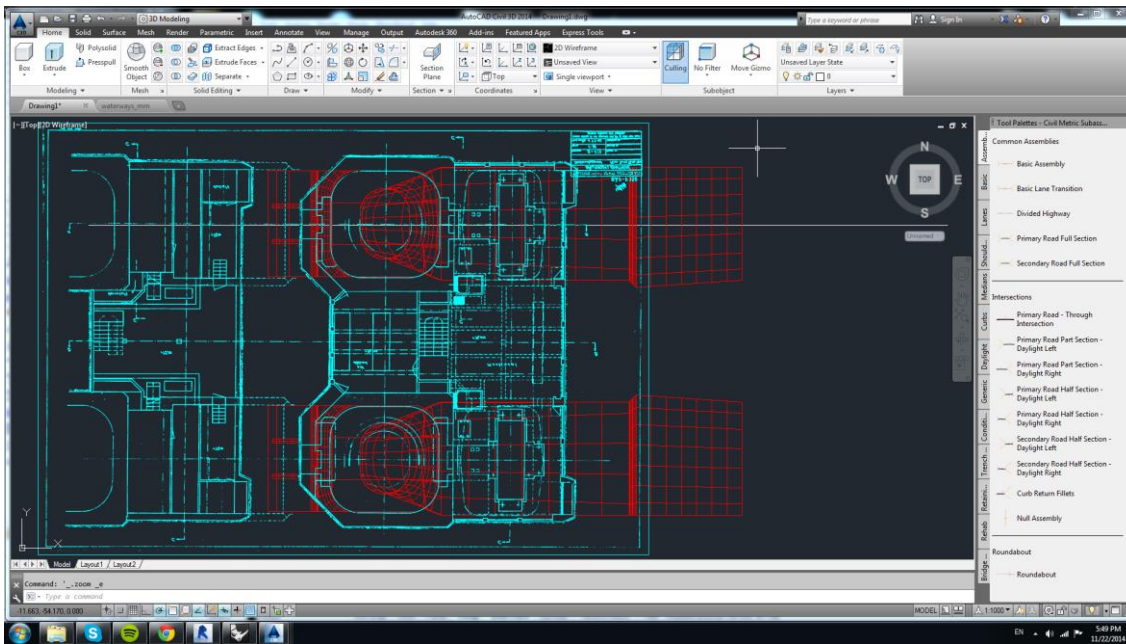 3D Modeling
AutoCAD Civil 3D 2014 Drawing1.dwg
Type a keyword or phrase
Sign In
Home Solid Surface Mesh Render Parametric Insert Annotate View Manage Output Autodesk 360 Add-ins Featured Apps Express Tools
Box
Extrude
Polysolid
Presspull
Smooth Object
Extract Edges
Extrude Faces
Separate
Section Plane
Top
2D Wireframe
Unsaved View
Single viewport
Culling
No Filter
Move Gizmo
Unsaved Layer State
0
Modeling
Mesh
Solid Editing
Draw
Modify
Section
Coordinates
View
Subobject
Layers
Drawing1*
waterways_mm
[-][Top][2D Wireframe]
N
W
TOP
E
S
Unnamed
Y
X
Tool Palettes - Civil Metric Subass...
Assemb...
Basic
Lanes
Should...
Medians
Curbs
Daylight
Generic
Condit...
Trench ...
Retaini...
Rehab
Bridge ...
Common Assemblies
Basic Assembly
Basic Lane Transition
Divided Highway
Primary Road Full Section
Secondary Road Full Section
Intersections
Primary Road - Through
Intersection
Primary Road Part Section -
Daylight Left
Primary Road Part Section -
Daylight Right
Primary Road Half Section -
Daylight Left
Primary Road Half Section -
Daylight Right
Secondary Road Half Section -
Daylight Left
Secondary Road Half Section -
Daylight Right
Curb Return Fillets
Null Assembly
Roundabout
Roundabout
Model Layout1 Layout2
Command: '_.zoom _e
Type a command
-11.663, -54.170, 0.000
MODEL
1:1000
EN
5:49 PM
11/22/2014